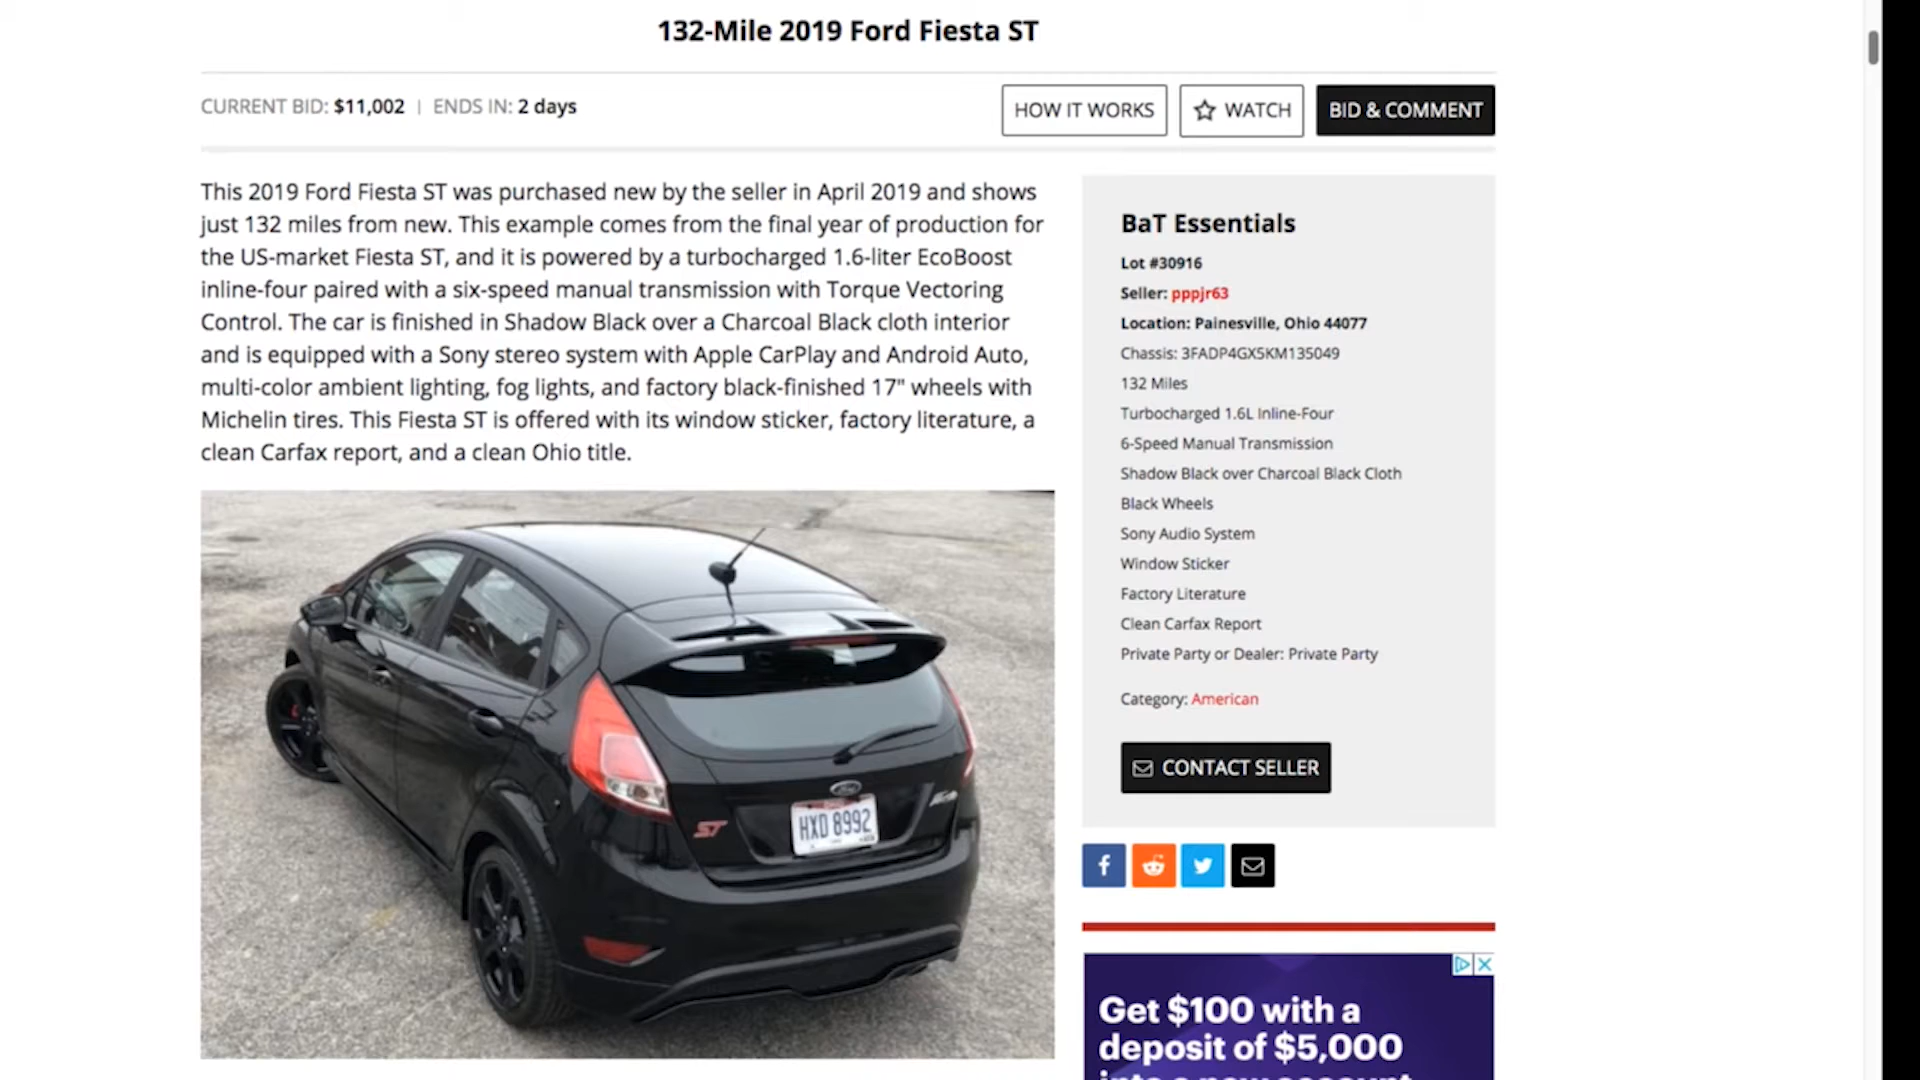 132-Mile 2019 Ford Fiesta ST
CURRENT BID: $11,002 | ENDS IN: 2 days
HOW IT WORKS
WATCH
BID & COMMENT
This 2019 Ford Fiesta ST was purchased new by the seller in April 2019 and shows
just 132 miles from new. This example comes from the final year of production for
the US-market Fiesta ST, and it is powered by a turbocharged 1.6-liter EcoBoost
inline-four paired with a six-speed manual transmission with Torque Vectoring
Control. The car is finished in Shadow Black over a Charcoal Black cloth interior
and is equipped with a Sony stereo system with Apple CarPlay and Android Auto,
multi-color ambient lighting, fog lights, and factory black-finished 17" wheels with
Michelin tires. This Fiesta ST is offered with its window sticker, factory literature, a
clean Carfax report, and a clean Ohio title.
ST
HXD 8992
BaT Essentials
Lot #30916
Seller: pppjr63
Location: Painesville, Ohio 44077
Chassis: 3FADP4GX5KM135049
132 Miles
Turbocharged 1.6L Inline-Four
6-Speed Manual Transmission
Shadow Black over Charcoal Black Cloth
Black Wheels
Sony Audio System
Window Sticker
Factory Literature
Clean Carfax Report
Private Party or Dealer: Private Party
Category: American
CONTACT SELLER
Get $100 with a
deposit of $5,000